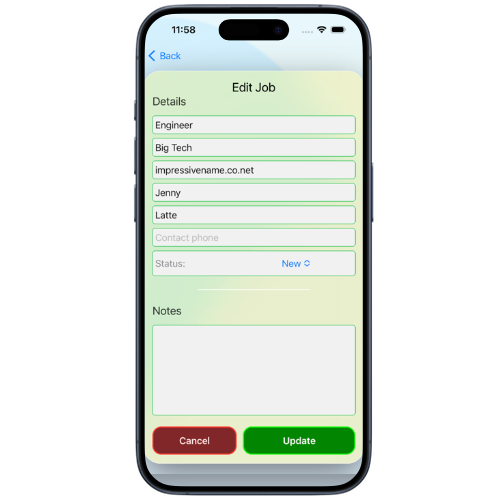 11:58
Back
Edit Job
Details
Engineer
Big Tech
impressivename.co.net
Jenny
Latte
Contact phone
Status: New
Notes
Cancel Update